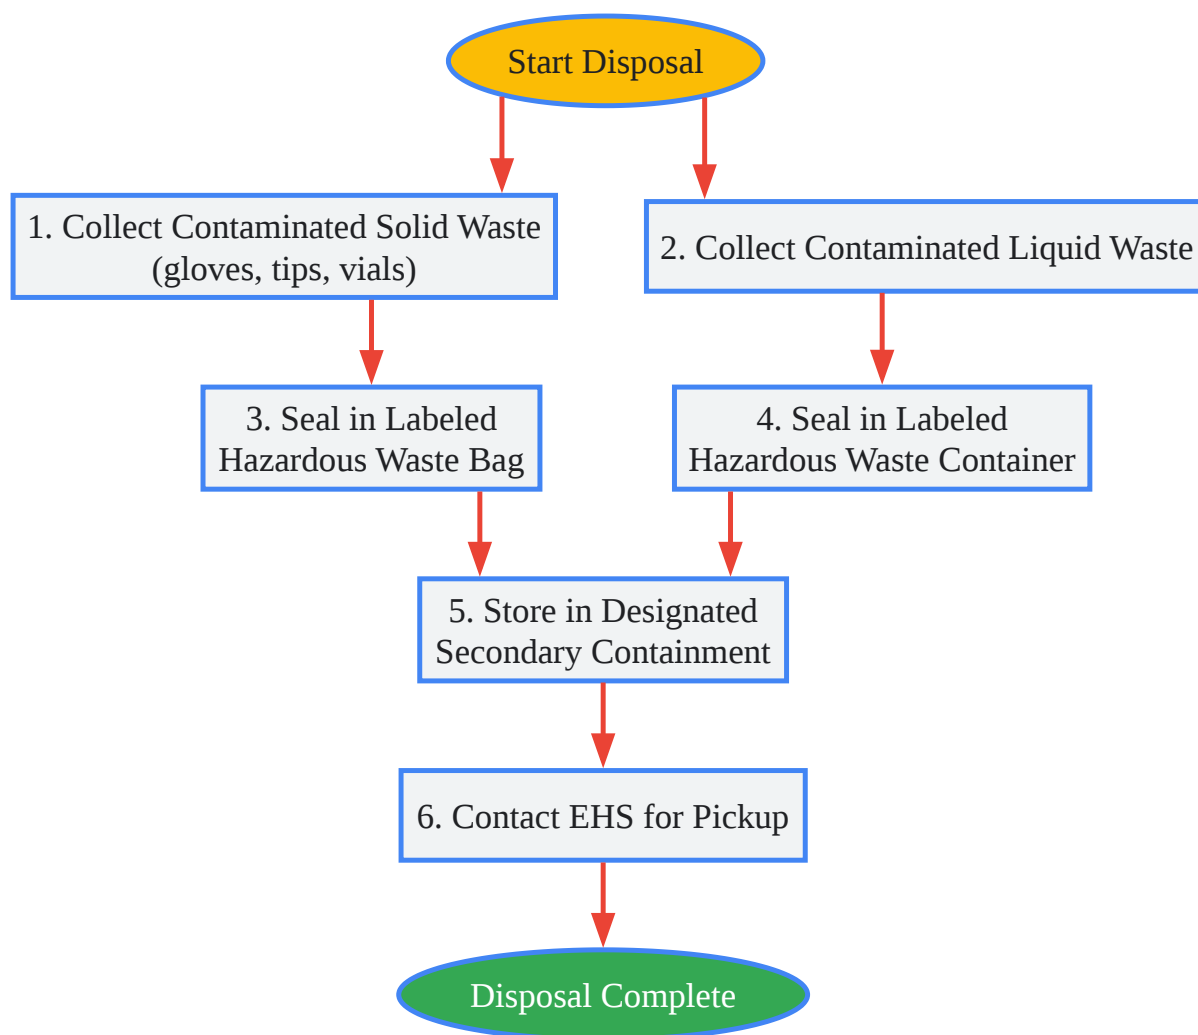 Start Disposal
1. Collect Contaminated Solid Waste
(gloves, tips, vials)
2. Collect Contaminated Liquid Waste
3. Seal in Labeled
Hazardous Waste Bag
4. Seal in Labeled
Hazardous Waste Container
5. Store in Designated
Secondary Containment
6. Contact EHS for Pickup
Disposal Complete